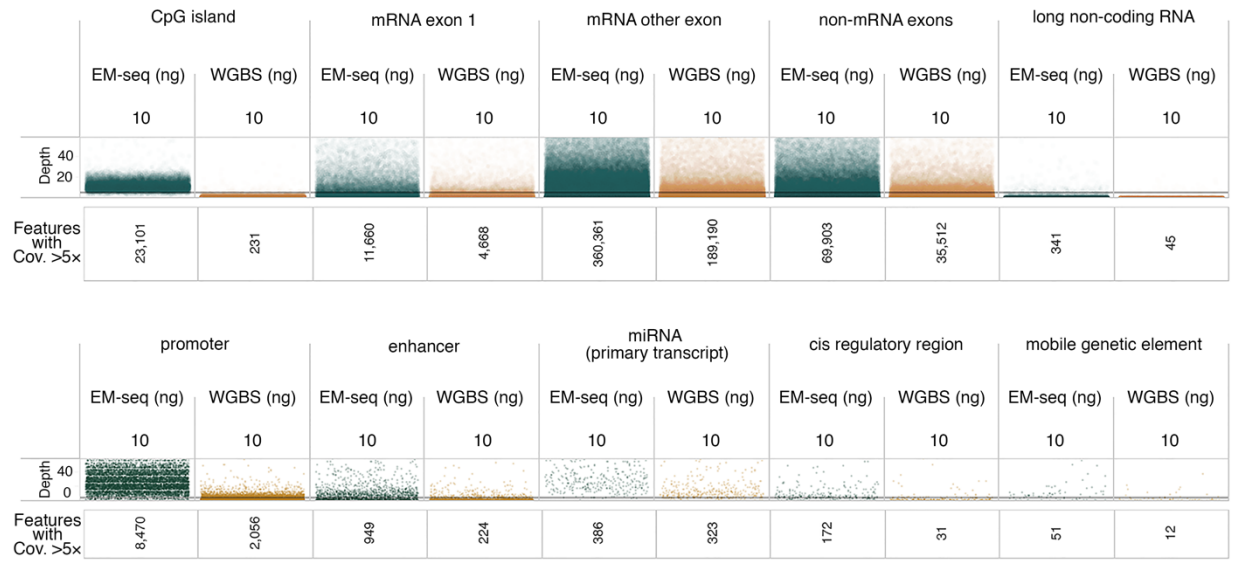 CpG island mRNA exon 1 mRNA other exon non-mRNA exons long non-coding RNA
EM-seq (ng) WGBS (ng) EM-seq (ng) WGBS (ng) EM-seq (ng) WGBS (ng) EM-seq (ng) WGBS (ng) EM-seq (ng) WGBS (ng)
10 10 10 10 10 10 10 10 10 10
Depth
40
20
Features
with
Cov. >5×
23,101 231 11,660 4,668 360,361 189,190 69,903 35,512 341 45
promoter enhancer miRNA
(primary transcript) cis regulatory region mobile genetic element
EM-seq (ng) WGBS (ng) EM-seq (ng) WGBS (ng) EM-seq (ng) WGBS (ng) EM-seq (ng) WGBS (ng) EM-seq (ng) WGBS (ng)
10 10 10 10 10 10 10 10 10 10
Depth
40
0
Features
with
Cov. >5×
8,470 2,056 949 224 386 323 172 31 51 12